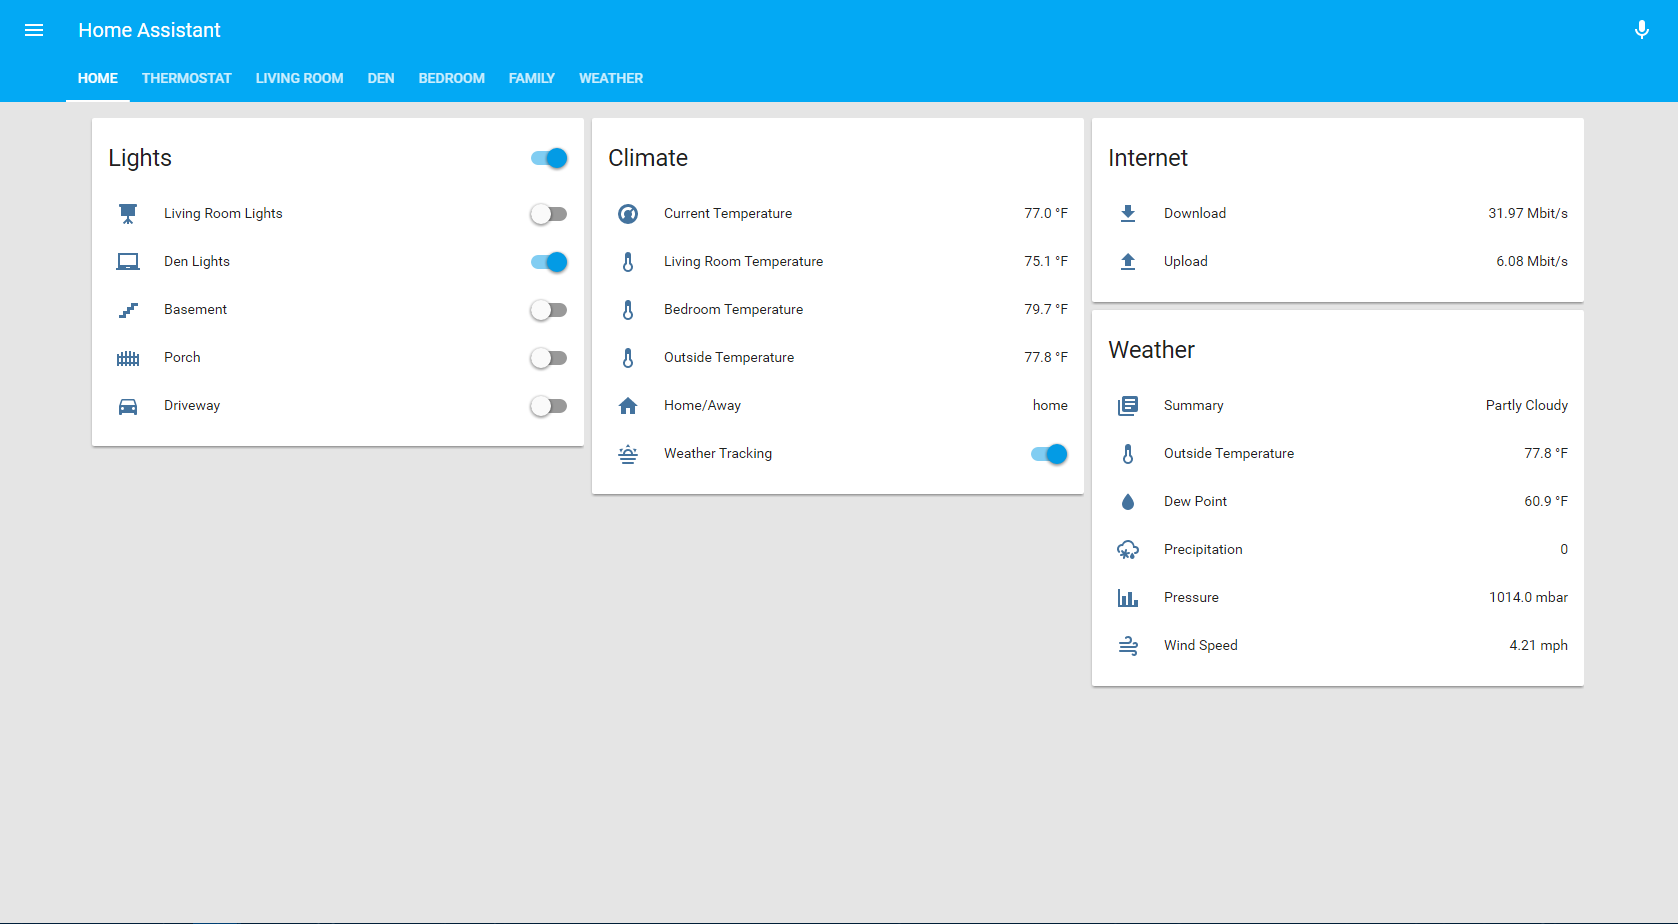 Home Assistant
HOME THERMOSTAT LIVING ROOM DEN BEDROOM FAMILY WEATHER
Lights
Living Room Lights
Den Lights
Basement
Porch
Driveway
Climate
Current Temperature 77.0 °F
Living Room Temperature 75.1 °F
Bedroom Temperature 79.7 °F
Outside Temperature 77.8 °F
Home/Away home
Weather Tracking
Internet
Download 31.97 Mbit/s
Upload 6.08 Mbit/s
Weather
Summary Partly Cloudy
Outside Temperature 77.8 °F
Dew Point 60.9 °F
Precipitation 0
Pressure 1014.0 mbar
Wind Speed 4.21 mph